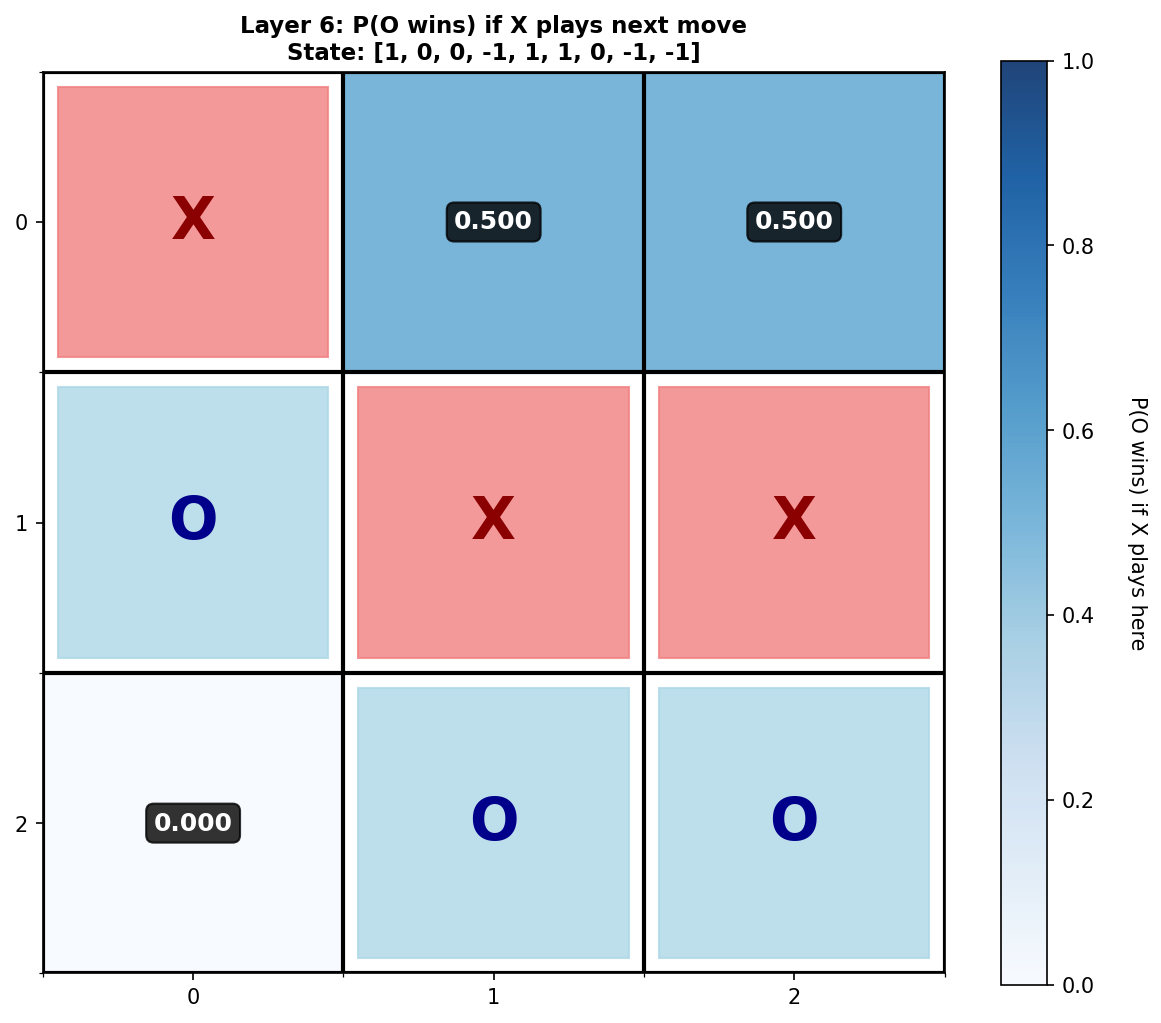 Layer 6: P(O wins) if X plays next move
State: [1, 0, 0, -1, 1, 1, 0, -1, -1]
X
0.500
0.500
O
X
X
0.000
O
O
0
1
2
0
1
2
1.0
0.8
0.6
0.4
0.2
0.0
P(O wins) if X plays here